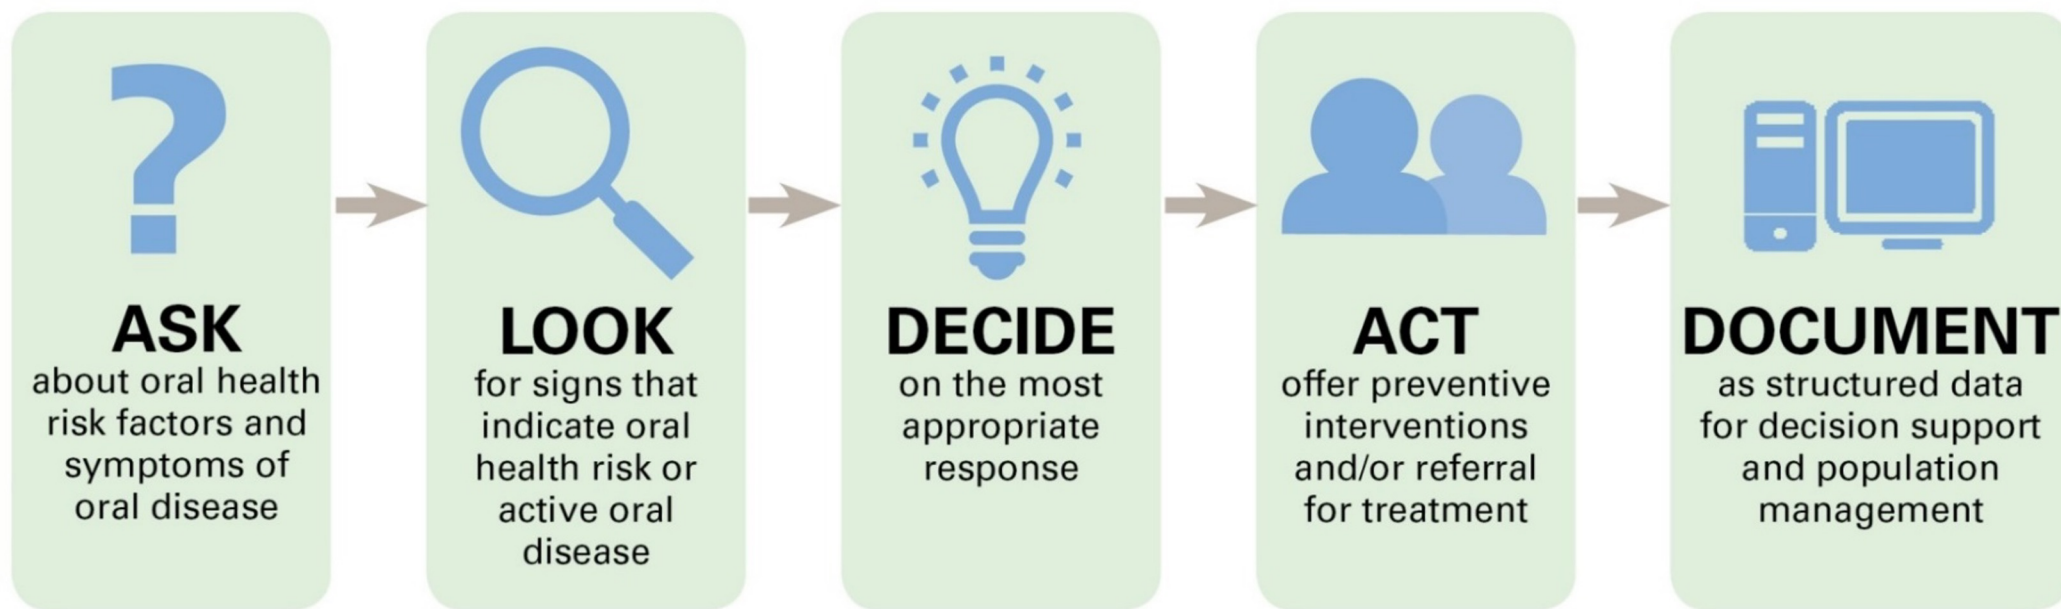 ASK
about oral health
risk factors and
symptoms of
oral disease
LOOK
for signs that
indicate oral
health risk or
active oral
disease
DECIDE
on the most
appropriate
response
ACT
offer preventive
interventions
and/or referral
for treatment
DOCUMENT
as structured data
for decision support
and population
management